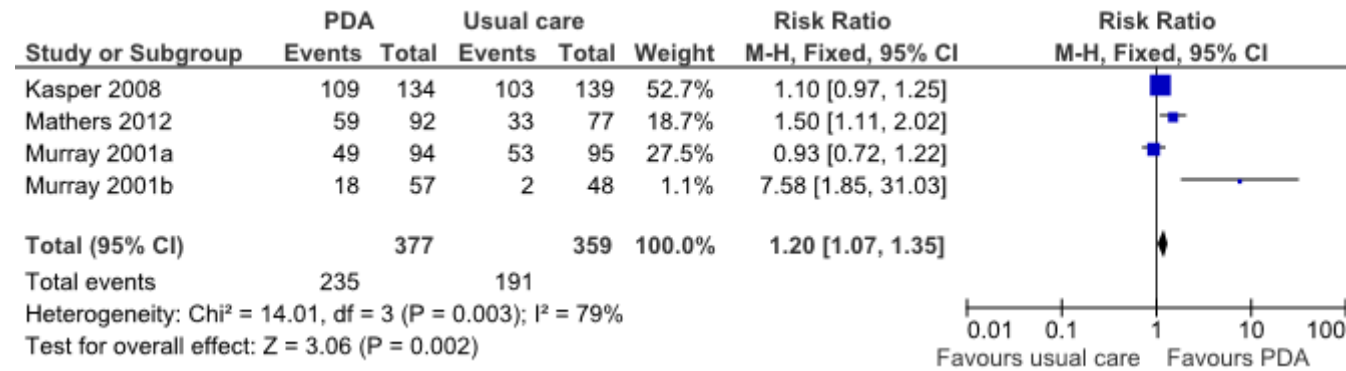 PDA Usual care Risk Ratio Risk Ratio
Study or Subgroup Events Total Events Total Weight M-H, Fixed, 95% CI M-H, Fixed, 95% CI
Kasper 2008 109 134 103 139 52.7% 1.10 [0.97, 1.25]
Mathers 2012 59 92 33 77 18.7% 1.50 [1.11, 2.02]
Murray 2001a 49 94 53 95 27.5% 0.93 [0.72, 1.22]
Murray 2001b 18 57 2 48 1.1% 7.58 [1.85, 31.03]
Total (95% CI) 377 359 100.0% 1.20 [1.07, 1.35]
Total events 235 191
Heterogeneity: Chi² = 14.01, df = 3 (P = 0.003); I² = 79%
Test for overall effect: Z = 3.06 (P = 0.002)
0.01 0.1 1 10 100
Favours usual care Favours PDA